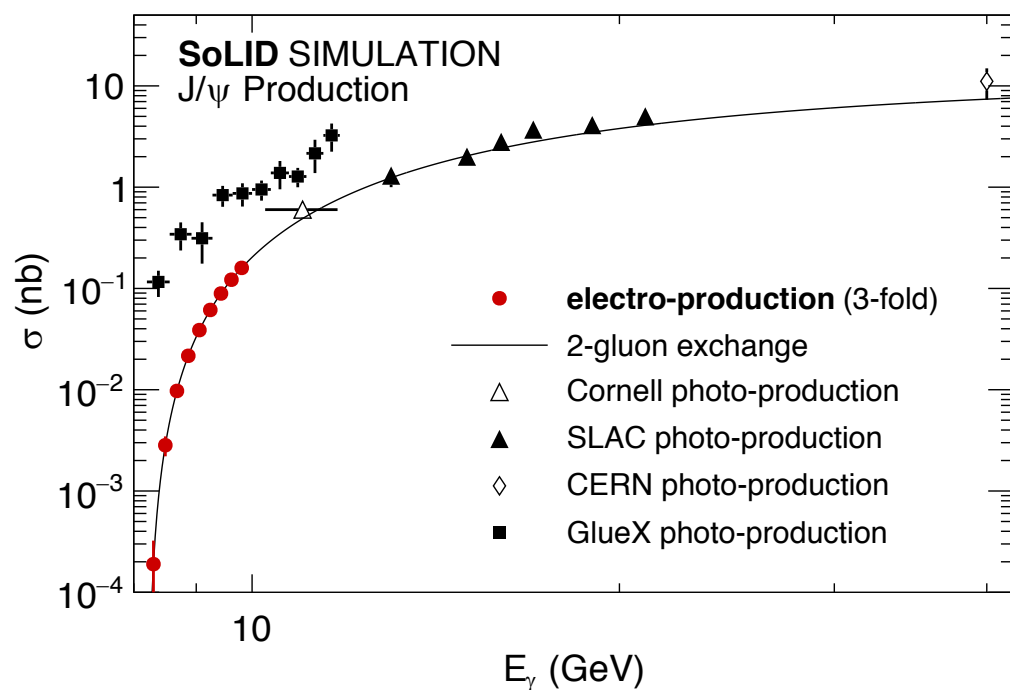 SoLID SIMULATION
J/ψ Production
10
1
10⁻¹
10⁻²
10⁻³
10⁻⁴
σ (nb)
electro-production (3-fold)
2-gluon exchange
Cornell photo-production
SLAC photo-production
CERN photo-production
GlueX photo-production
10
E_γ (GeV)